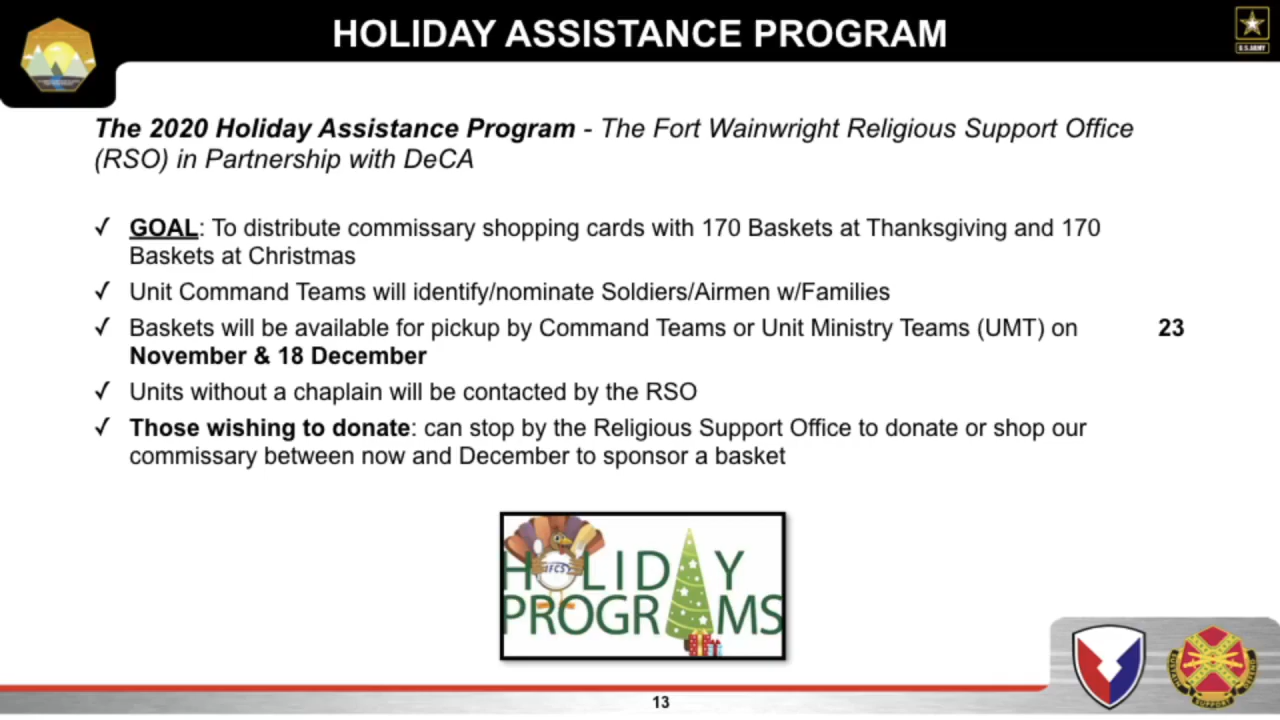 HOLIDAY ASSISTANCE PROGRAM
U.S.ARMY
The 2020 Holiday Assistance Program - The Fort Wainwright Religious Support Office
(RSO) in Partnership with DeCA
✓ GOAL: To distribute commissary shopping cards with 170 Baskets at Thanksgiving and 170
Baskets at Christmas
✓ Unit Command Teams will identify/nominate Soldiers/Airmen w/Families
✓ Baskets will be available for pickup by Command Teams or Unit Ministry Teams (UMT) on 23
November & 18 December
✓ Units without a chaplain will be contacted by the RSO
✓ Those wishing to donate: can stop by the Religious Support Office to donate or shop our
commissary between now and December to sponsor a basket
HOLIDAY
PROGRAMS
SUPPORT
13